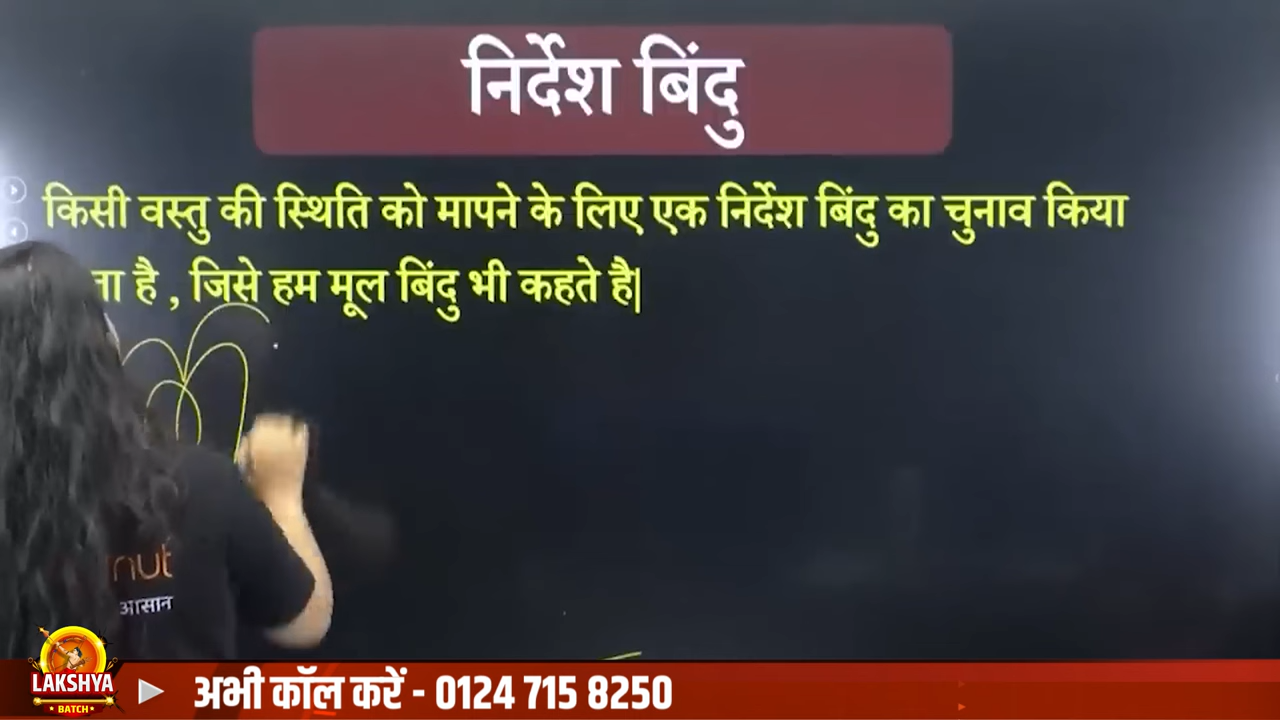 निर्देश बिंदु
किसी वस्तु की स्थिति को मापने के लिए एक निर्देश बिंदु का चुनाव किया
है , जिसे हम मूल बिंदु भी कहते है|
आसान
LAKSHYA
BATCH
अभी कॉल करें - 0124 715 8250